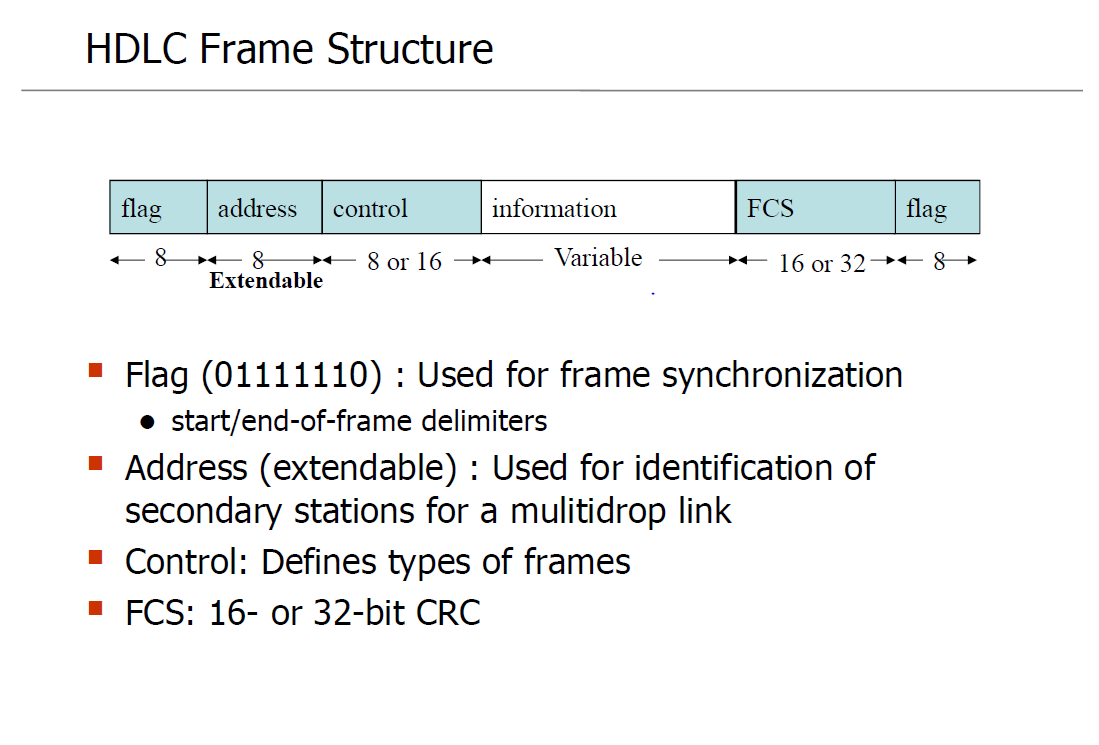 HDLC Frame Structure
flag address control information FCS flag
8 8 8 or 16 Variable 16 or 32 8
Extendable
Flag (01111110) : Used for frame synchronization
start/end-of-frame delimiters
Address (extendable) : Used for identification of
secondary stations for a mulitidrop link
Control: Defines types of frames
FCS: 16- or 32-bit CRC